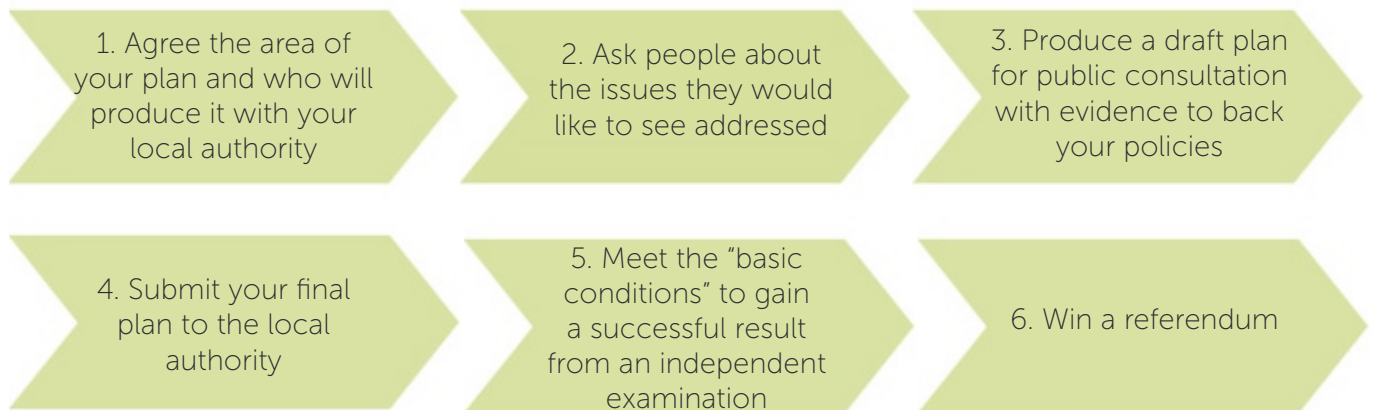 1. Agree the area of
your plan and who will
produce it with your
local authority
2. Ask people about
the issues they would
like to see addressed
3. Produce a draft plan
for public consultation
with evidence to back
your policies
4. Submit your final
plan to the local
authority
5. Meet the “basic
conditions” to gain
a successful result
from an independent
examination
6. Win a referendum